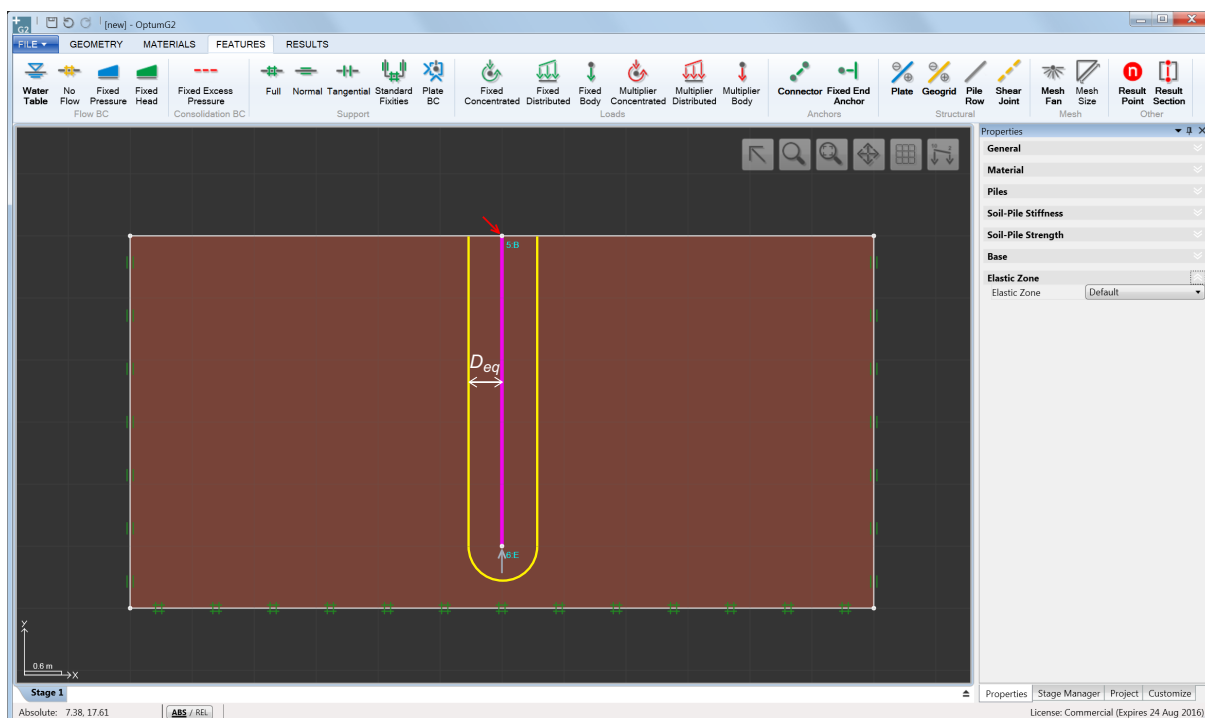 G2 [new] - OptumG2
FILE GEOMETRY MATERIALS FEATURES RESULTS
Water Table No Flow Fixed Pressure Fixed Head Fixed Excess Pressure Full Normal Tangential Standard Fixities Plate BC Fixed Concentrated Fixed Distributed Fixed Body Multiplier Concentrated Multiplier Distributed Multiplier Body Connector Fixed End Anchor Plate Geogrid Pile Row Shear Joint Mesh Fan Mesh Size Result Point Result Section
Flow BC Consolidation BC Support Loads Anchors Structural Mesh Other
Properties
General
Material
Piles
Soil-Pile Stiffness
Soil-Pile Strength
Base
Elastic Zone
Elastic Zone Default
5:B
Deq
6:E
Y
0.6 m
X
Stage 1
Properties Stage Manager Project Customize
Absolute: 7.38, 17.61 ABS / REL License: Commercial (Expires 24 Aug 2016)